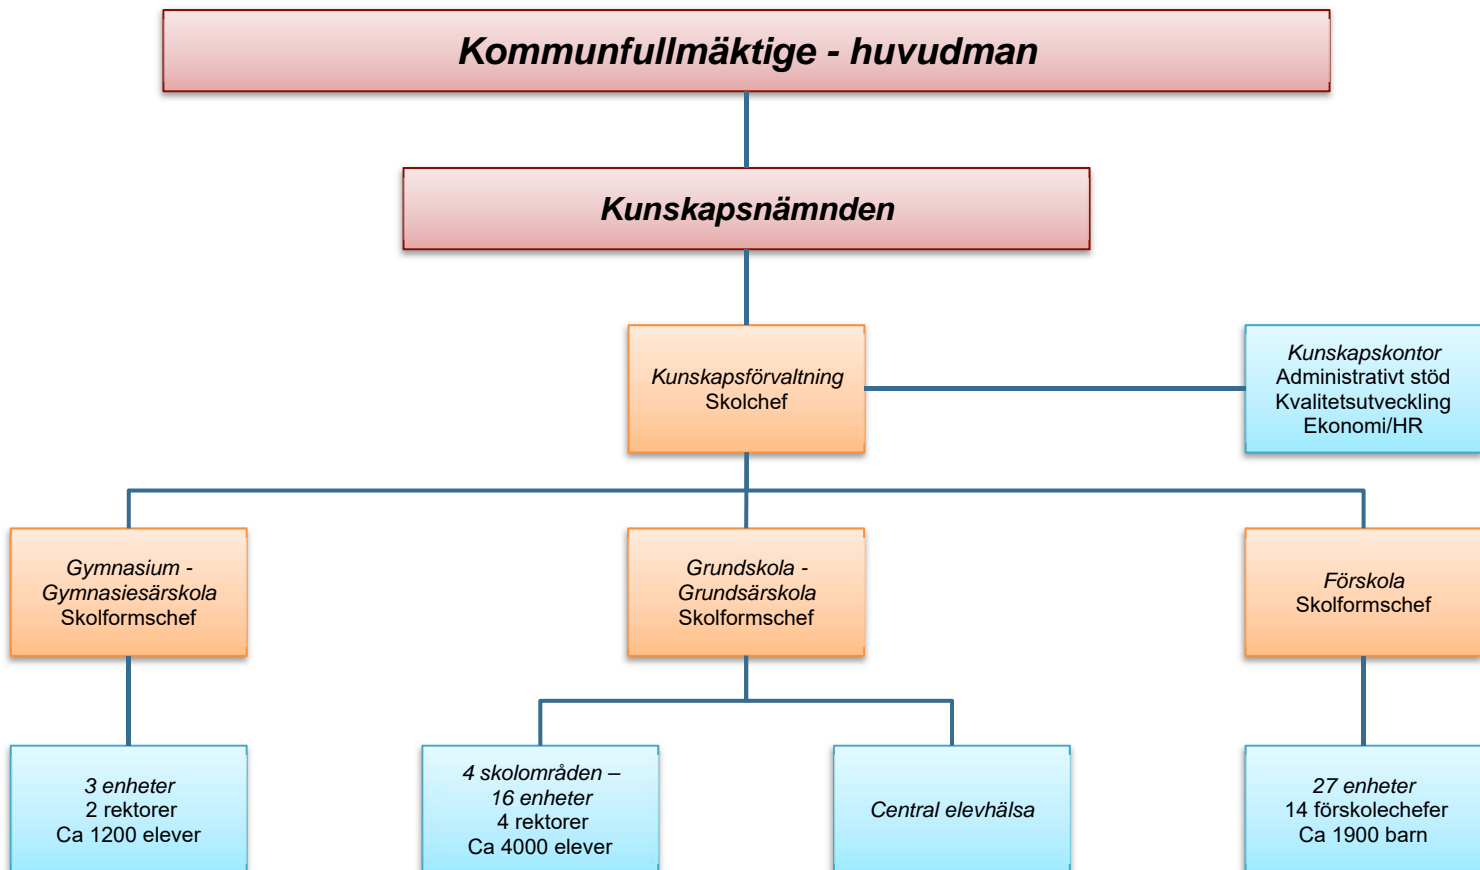 Kommunfullmäktige - huvudman
Kunskapsnämnden
Kunskapsförvaltning
Skolchef
Kunskapskontor
Administrativt stöd
Kvalitetsutveckling
Ekonomi/HR
Gymnasium -
Gymnasiesärskola
Skolformschef
Grundskola -
Grundsärskola
Skolformschef
Förskola
Skolformschef
3 enheter
2 rektorer
Ca 1200 elever
4 skolområden –
16 enheter
4 rektorer
Ca 4000 elever
Central elevhälsa
27 enheter
14 förskolechefer
Ca 1900 barn